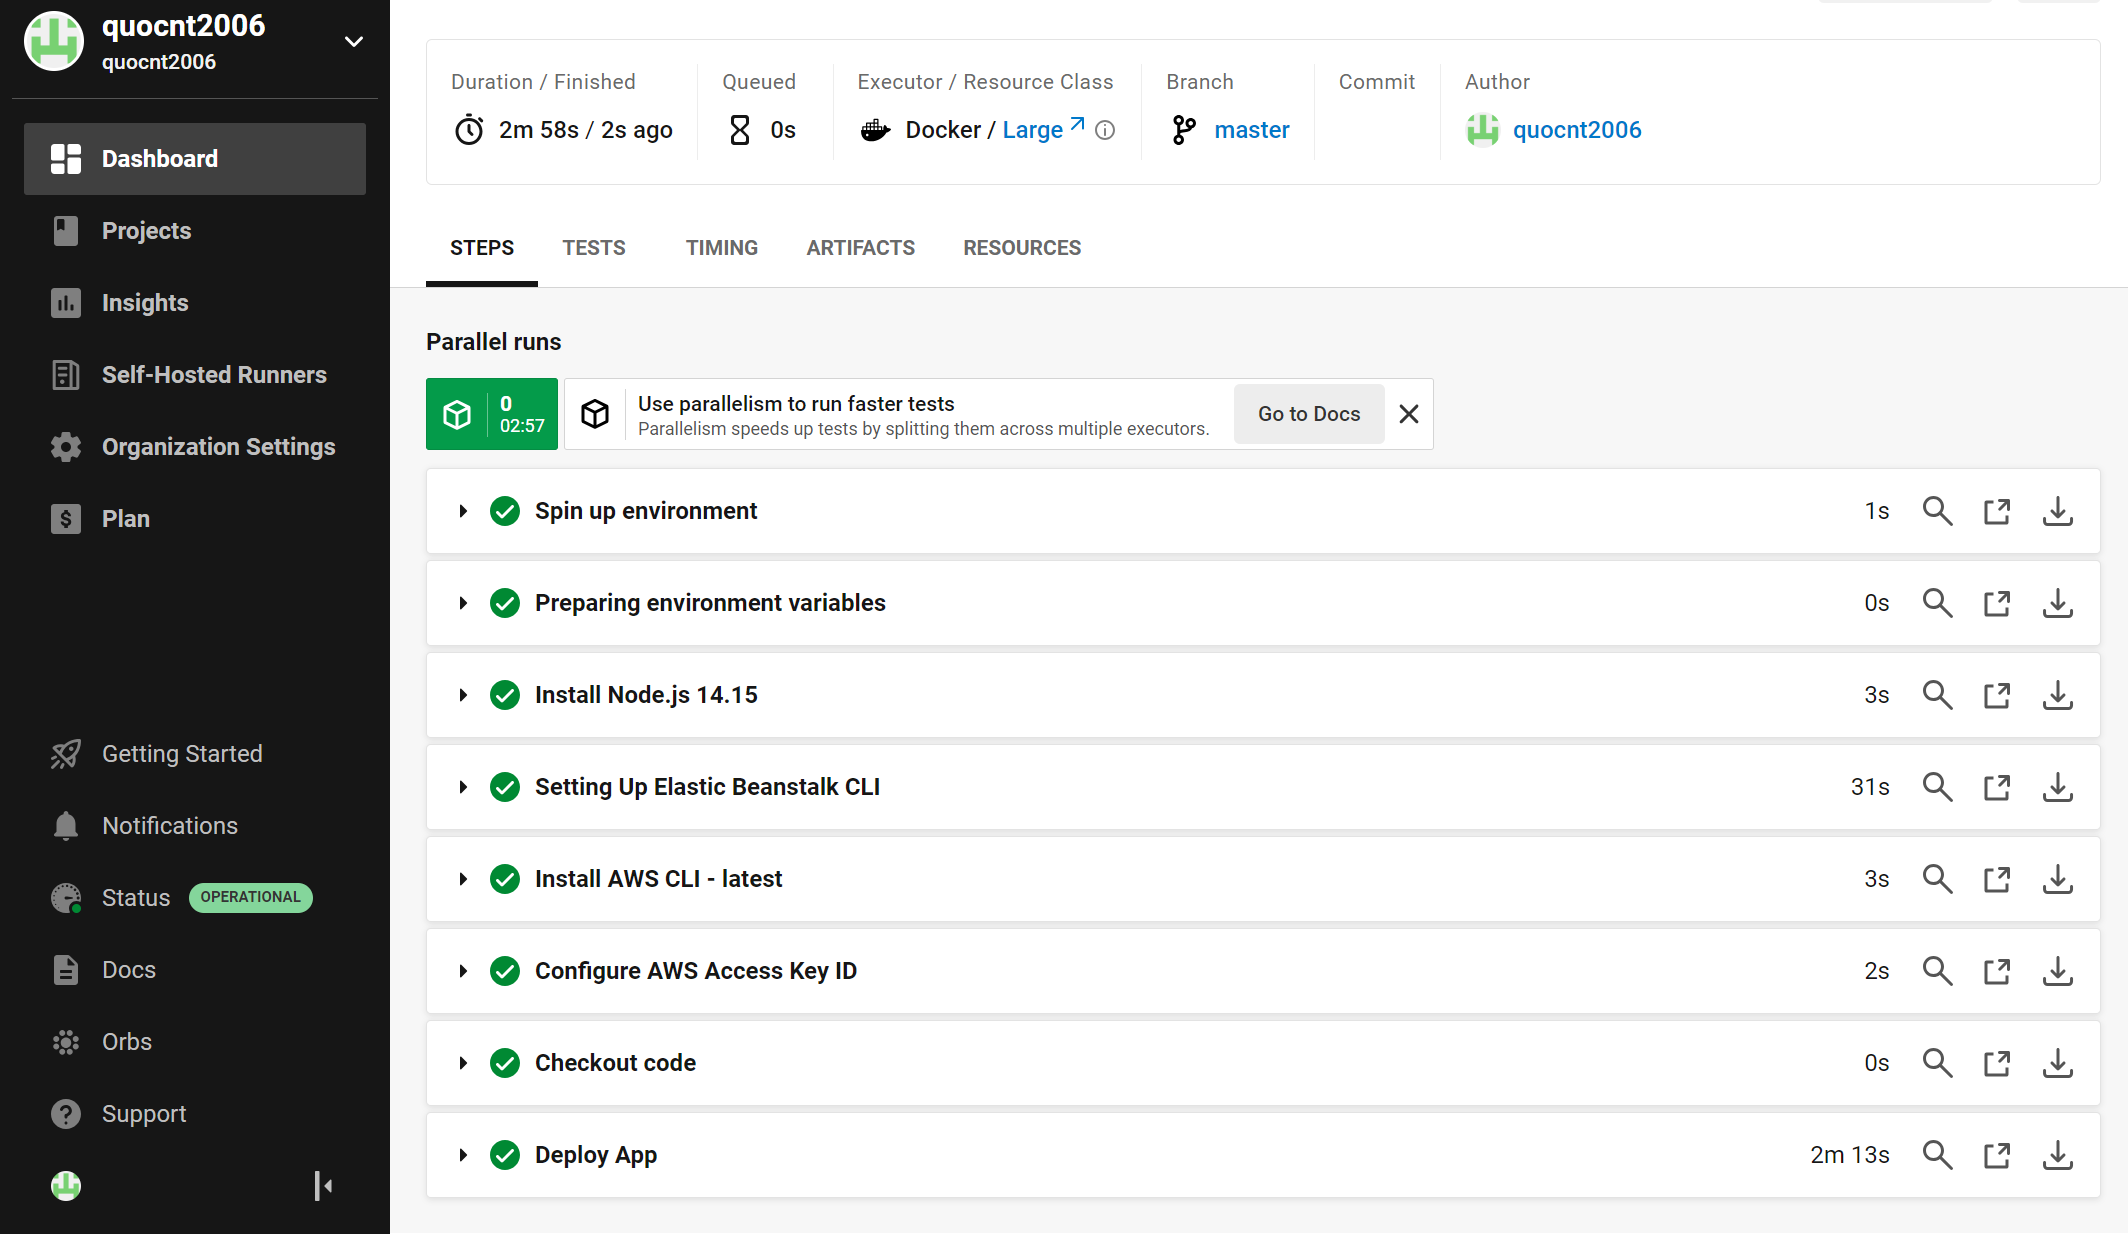 quocnt2006
quocnt2006
Dashboard
Projects
Insights
Self-Hosted Runners
Organization Settings
Plan
Getting Started
Notifications
Status OPERATIONAL
Docs
Orbs
Support
Duration / Finished
2m 58s / 2s ago
Queued
0s
Executor / Resource Class
Docker / Large
Branch
master
Commit
Author
quocnt2006
STEPS TESTS TIMING ARTIFACTS RESOURCES
Parallel runs
0
02:57
Use parallelism to run faster tests
Parallelism speeds up tests by splitting them across multiple executors.
Go to Docs
Spin up environment 1s
Preparing environment variables 0s
Install Node.js 14.15 3s
Setting Up Elastic Beanstalk CLI 31s
Install AWS CLI - latest 3s
Configure AWS Access Key ID 2s
Checkout code 0s
Deploy App 2m 13s